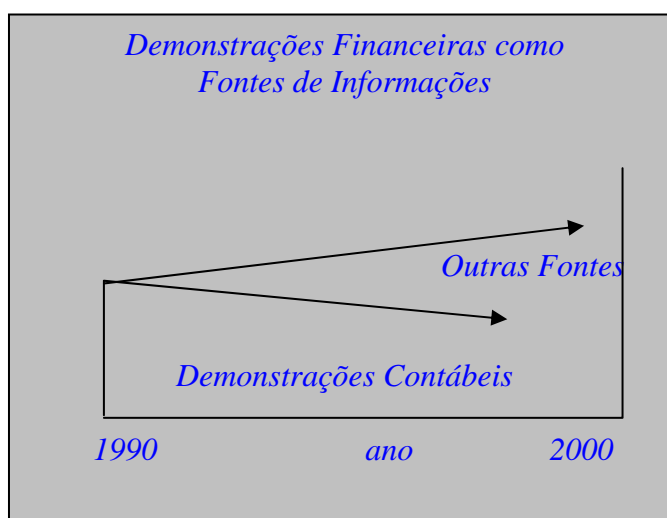 Demonstrações Financeiras como
Fontes de Informações
Outras Fontes
Demonstrações Contábeis
1990 ano 2000